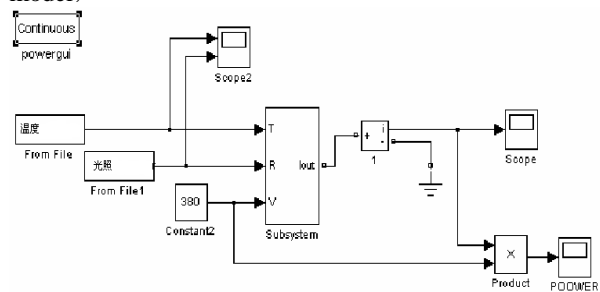 model,
Continuous
powergui
Scope2
温度
From File
光照
From File1
T
R
V
Iout
Subsystem
380
Constant2
+
i
-
1
Scope
×
Product
POOWER